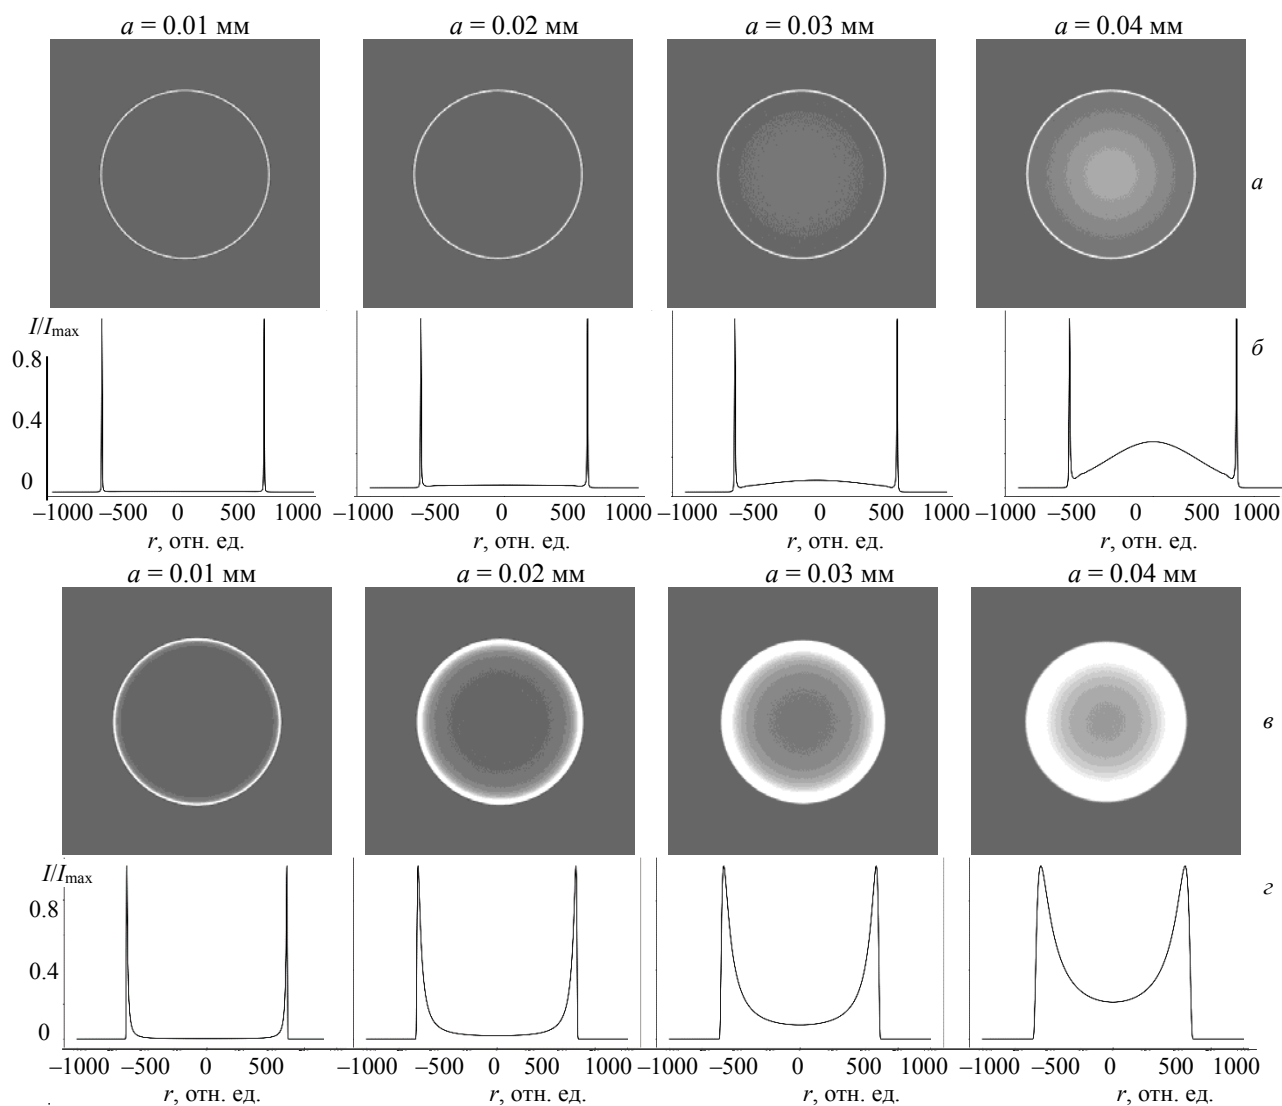 a = 0.01 мм a = 0.02 мм a = 0.03 мм a = 0.04 мм
а
I/Imax
б
0.8
0.4
0
–1000 –500 0 500 1000 –1000 –500 0 500 1000 –1000 –500 0 500 1000 –1000 –500 0 500 1000
r, отн. ед. r, отн. ед. r, отн. ед. r, отн. ед.
a = 0.01 мм a = 0.02 мм a = 0.03 мм a = 0.04 мм
в
I/Imax
г
0.8
0.4
0
–1000 –500 0 500 1000 –1000 –500 0 500 1000 –1000 –500 0 500 1000 –1000 –500 0 500 1000
r, отн. ед. r, отн. ед. r, отн. ед. r, отн. ед.